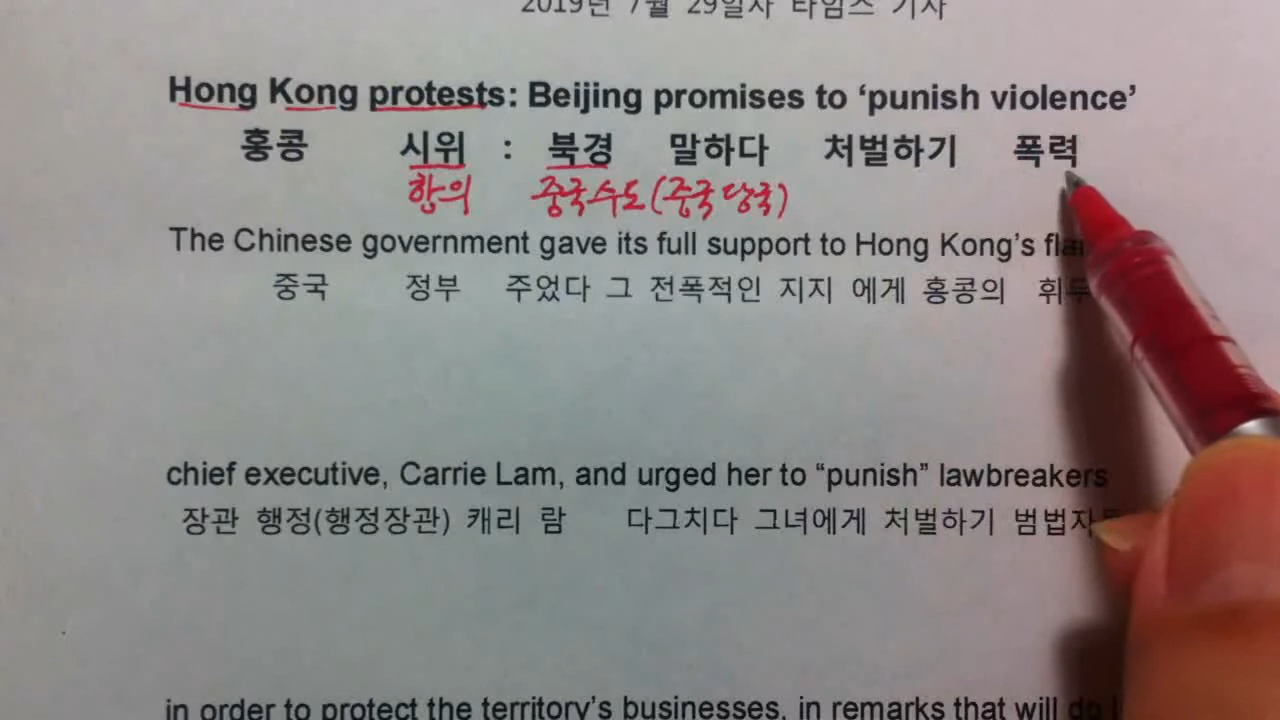 2019년 7월 29일자 타임스 기사
Hong Kong protests: Beijing promises to ‘punish violence’
홍콩 시위 : 북경 말하다 처벌하기 폭력
항의 중국수도(중국당국)
The Chinese government gave its full support to Hong Kong’s
중국 정부 주었다 그 전폭적인 지지 에게 홍콩의
chief executive, Carrie Lam, and urged her to “punish” lawbreakers
장관 행정(행정장관) 캐리 람 다그치다 그녀에게 처벌하기 범법자
in order to protect the territory’s businesses, in remarks that will do